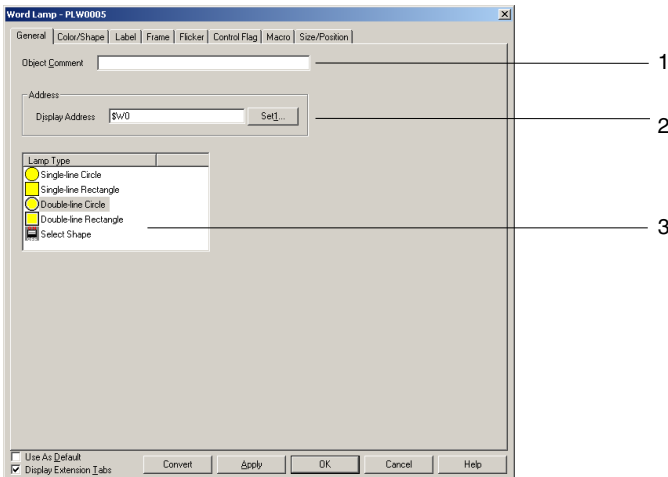 Word Lamp - PLW0005
General Color/Shape Label Frame Flicker Control Flag Macro Size/Position
Object Comment
1
Address
Display Address $W0 Set1...
2
Lamp Type
Single-line Circle
Single-line Rectangle
Double-line Circle
Double-line Rectangle
Select Shape
3
Use As Default
Display Extension Tabs
Convert Apply OK Cancel Help